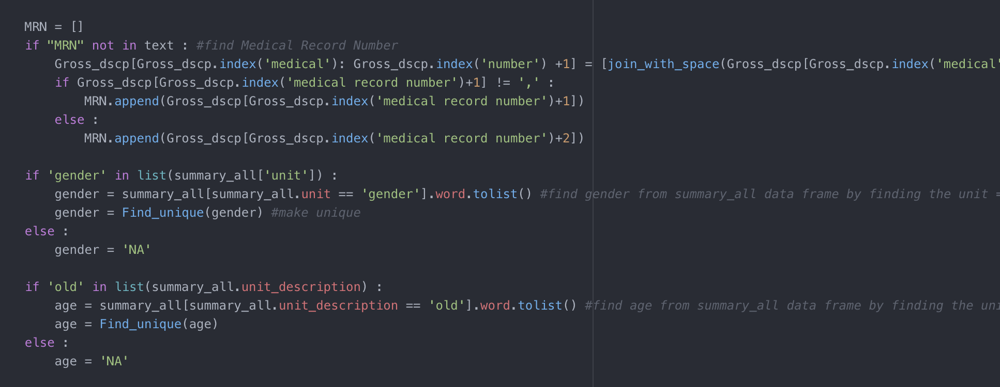 MRN = []
if "MRN" not in text : #find Medical Record Number
    Gross_dscp[Gross_dscp.index('medical'): Gross_dscp.index('number') +1] = [join_with_space(Gross_dscp[Gross_dscp.index('medical'
    if Gross_dscp[Gross_dscp.index('medical record number')+1] != ',' :
        MRN.append(Gross_dscp[Gross_dscp.index('medical record number')+1])
    else :
        MRN.append(Gross_dscp[Gross_dscp.index('medical record number')+2])
if 'gender' in list(summary_all['unit']) :
    gender = summary_all[summary_all.unit == 'gender'].word.tolist() #find gender from summary_all data frame by finding the unit =
    gender = Find_unique(gender) #make unique
else :
    gender = 'NA'
if 'old' in list(summary_all.unit_description) :
    age = summary_all[summary_all.unit_description == 'old'].word.tolist() #find age from summary_all data frame by finding the uni
    age = Find_unique(age)
else :
    age = 'NA'